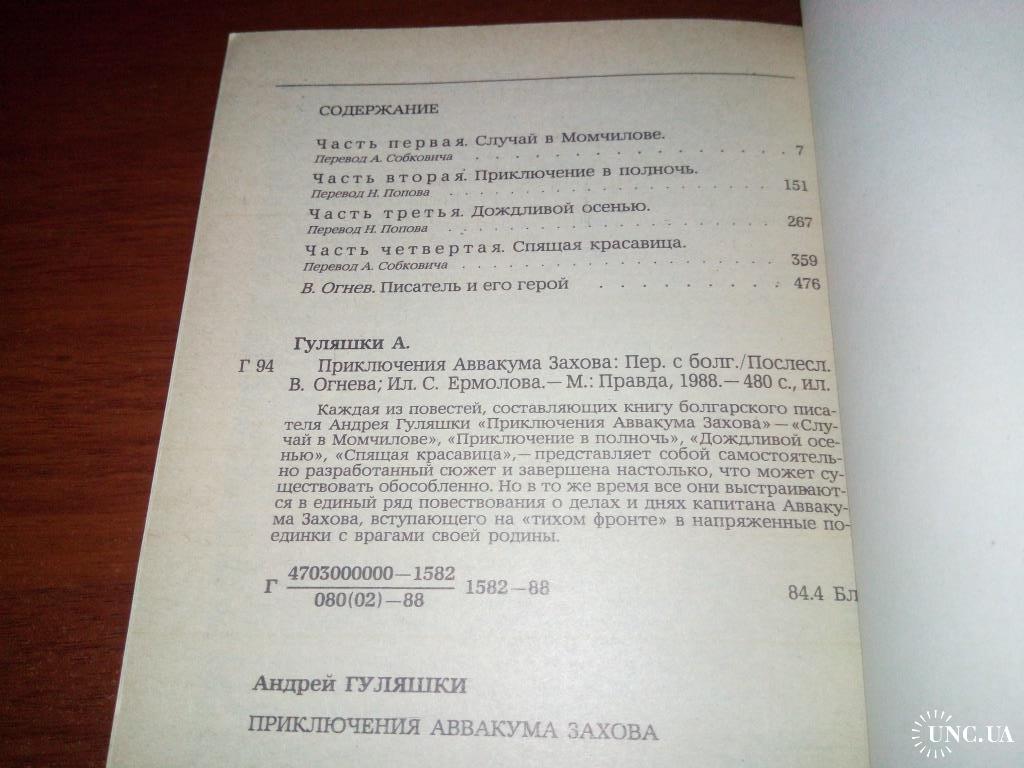 СОДЕРЖАНИЕ
Часть первая. Случай в Момчилове.
Перевод А. Собковича . . . . . . . . . . . . . . . 7
Часть вторая. Приключение в полночь.
Перевод Н. Попова . . . . . . . . . . . . . . . 151
Часть третья. Дождливой осенью.
Перевод Н. Попова . . . . . . . . . . . . . . . 267
Часть четвертая. Спящая красавица.
Перевод А. Собковича . . . . . . . . . . . . . . . 359
В. Огнев. Писатель и его герой . . . . . . . . . 476
Гуляшки А.
Г 94 Приключения Аввакума Захова: Пер. с болг./Послесл.
В. Огнева; Ил. С. Ермолова.— М.: Правда, 1988.— 480 с., ил.
Каждая из повестей, составляющих книгу болгарского писа-
теля Андрея Гуляшки «Приключения Аввакума Захова» — «Слу-
чай в Момчилове», «Приключение в полночь», «Дождливой осе-
нью», «Спящая красавица»,— представляет собой самостоятель-
но разработанный сюжет и завершена настолько, что может су-
ществовать обособленно. Но в то же время все они выстраивают-
ся в единый ряд повествования о делах и днях капитана Авваку-
ма Захова, вступающего на «тихом фронте» в напряженные по-
единки с врагами своей родины.
Г 4703000000—1582 1582—88
080(02)—88
84.4 Бл
Андрей ГУЛЯШКИ
ПРИКЛЮЧЕНИЯ АВВАКУМА ЗАХОВА
UNC.UA